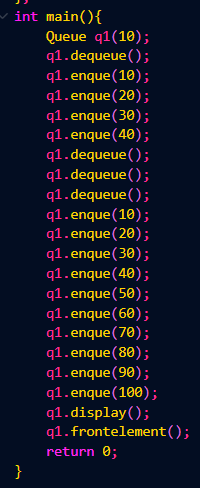 int main(){
Queue q1(10);
q1.dequeue();
q1.enque(10);
q1.enque(20);
q1.enque(30);
q1.enque(40);
q1.dequeue();
q1.dequeue();
q1.dequeue();
q1.enque(10);
q1.enque(20);
q1.enque(30);
q1.enque(40);
q1.enque(50);
q1.enque(60);
q1.enque(70);
q1.enque(80);
q1.enque(90);
q1.enque(100);
q1.display();
q1.frontelement();
return 0;
}